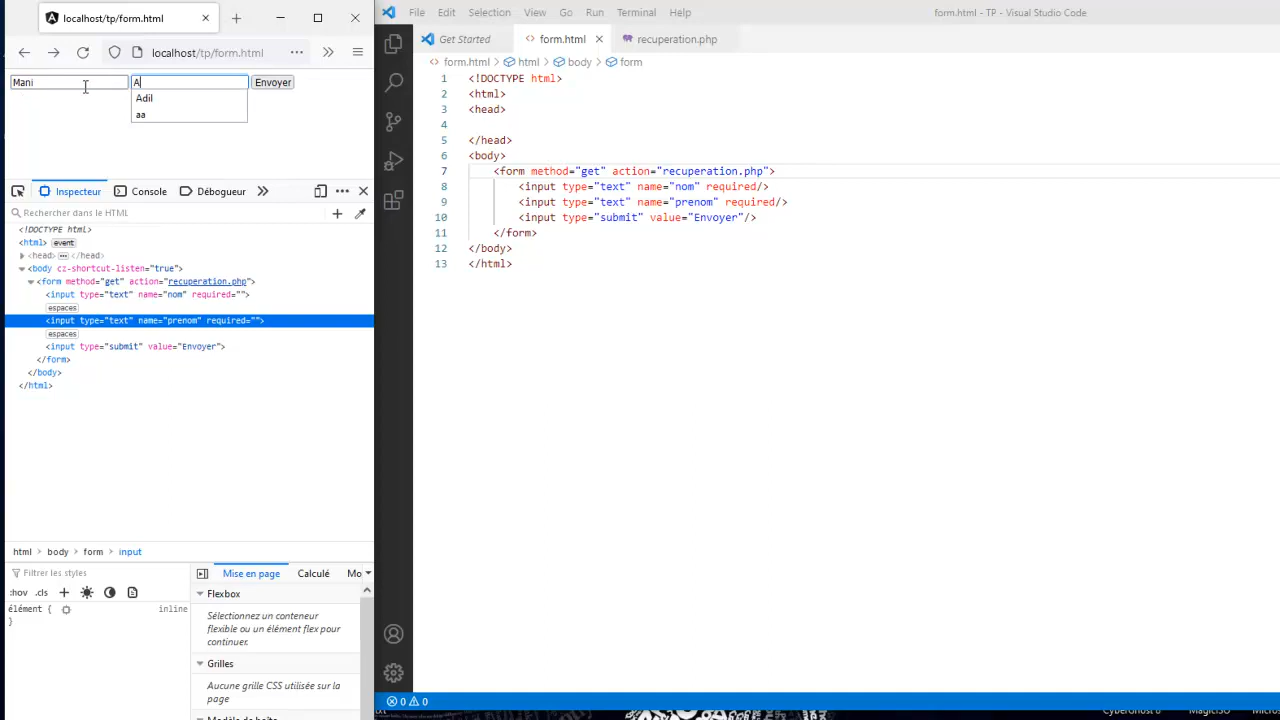 localhost/tp/form.html
File Edit Selection View Go Run Terminal Help
form.html - TP - Visual Studio Code
localhost/tp/form.html
Get Started
form.html
recuperation.php
form.html > html > body > form
Mani
A
Envoyer
Adil
aa
1 <!DOCTYPE html>
2 <html>
3 <head>
4
5 </head>
6 <body>
7 <form method="get" action="recuperation.php">
8 <input type="text" name="nom" required/>
9 <input type="text" name="prenom" required/>
10 <input type="submit" value="Envoyer"/>
11 </form>
12 </body>
13 </html>
Inspecteur Console Débogueur
Rechercher dans le HTML
<!DOCTYPE html>
<html> event
<head> </head>
<body cz-shortcut-listen="true">
<form method="get" action="recuperation.php">
<input type="text" name="nom" required="">
espaces
<input type="text" name="prenom" required="">
espaces
<input type="submit" value="Envoyer">
</form>
</body>
</html>
html > body > form > input
Filtrer les styles
Mise en page Calculé Mo
:hov .cls
élément { inline
}
Flexbox
Sélectionnez un conteneur
flexible ou un élément flex pour
continuer.
Grilles
Aucune grille CSS utilisée sur la
page
0 0